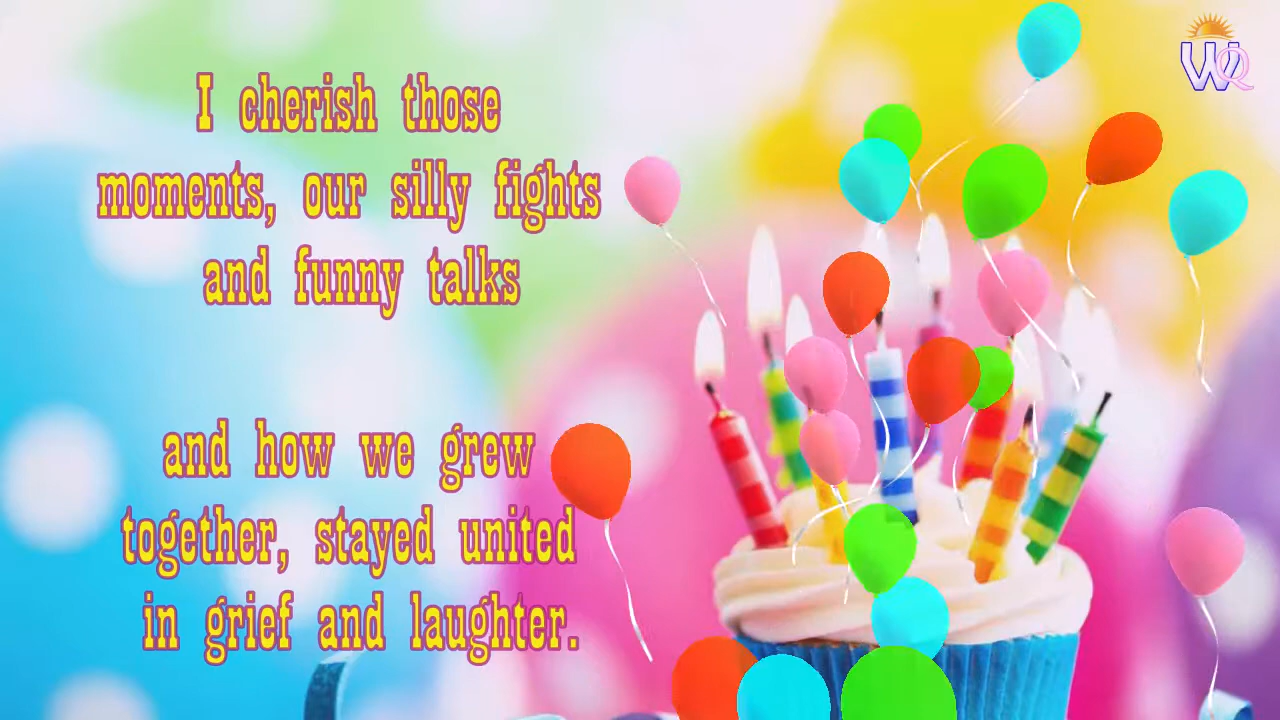 WQ
I cherish those
moments, our silly fights
and funny talks
and how we grew
together, stayed united
in grief and laughter.